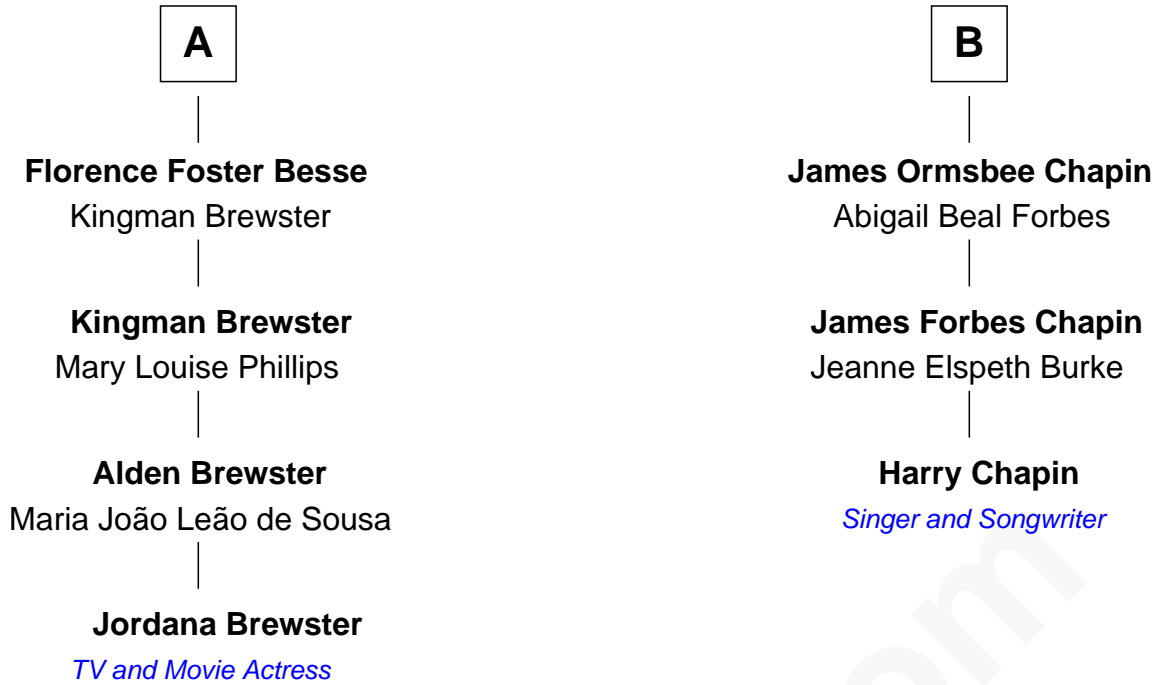 A
Florence Foster Besse
Kingman Brewster
Kingman Brewster
Mary Louise Phillips
Alden Brewster
Maria João Leão de Sousa
Jordana Brewster
TV and Movie Actress
B
James Ormsbee Chapin
Abigail Beal Forbes
James Forbes Chapin
Jeanne Elspeth Burke
Harry Chapin
Singer and Songwriter
om